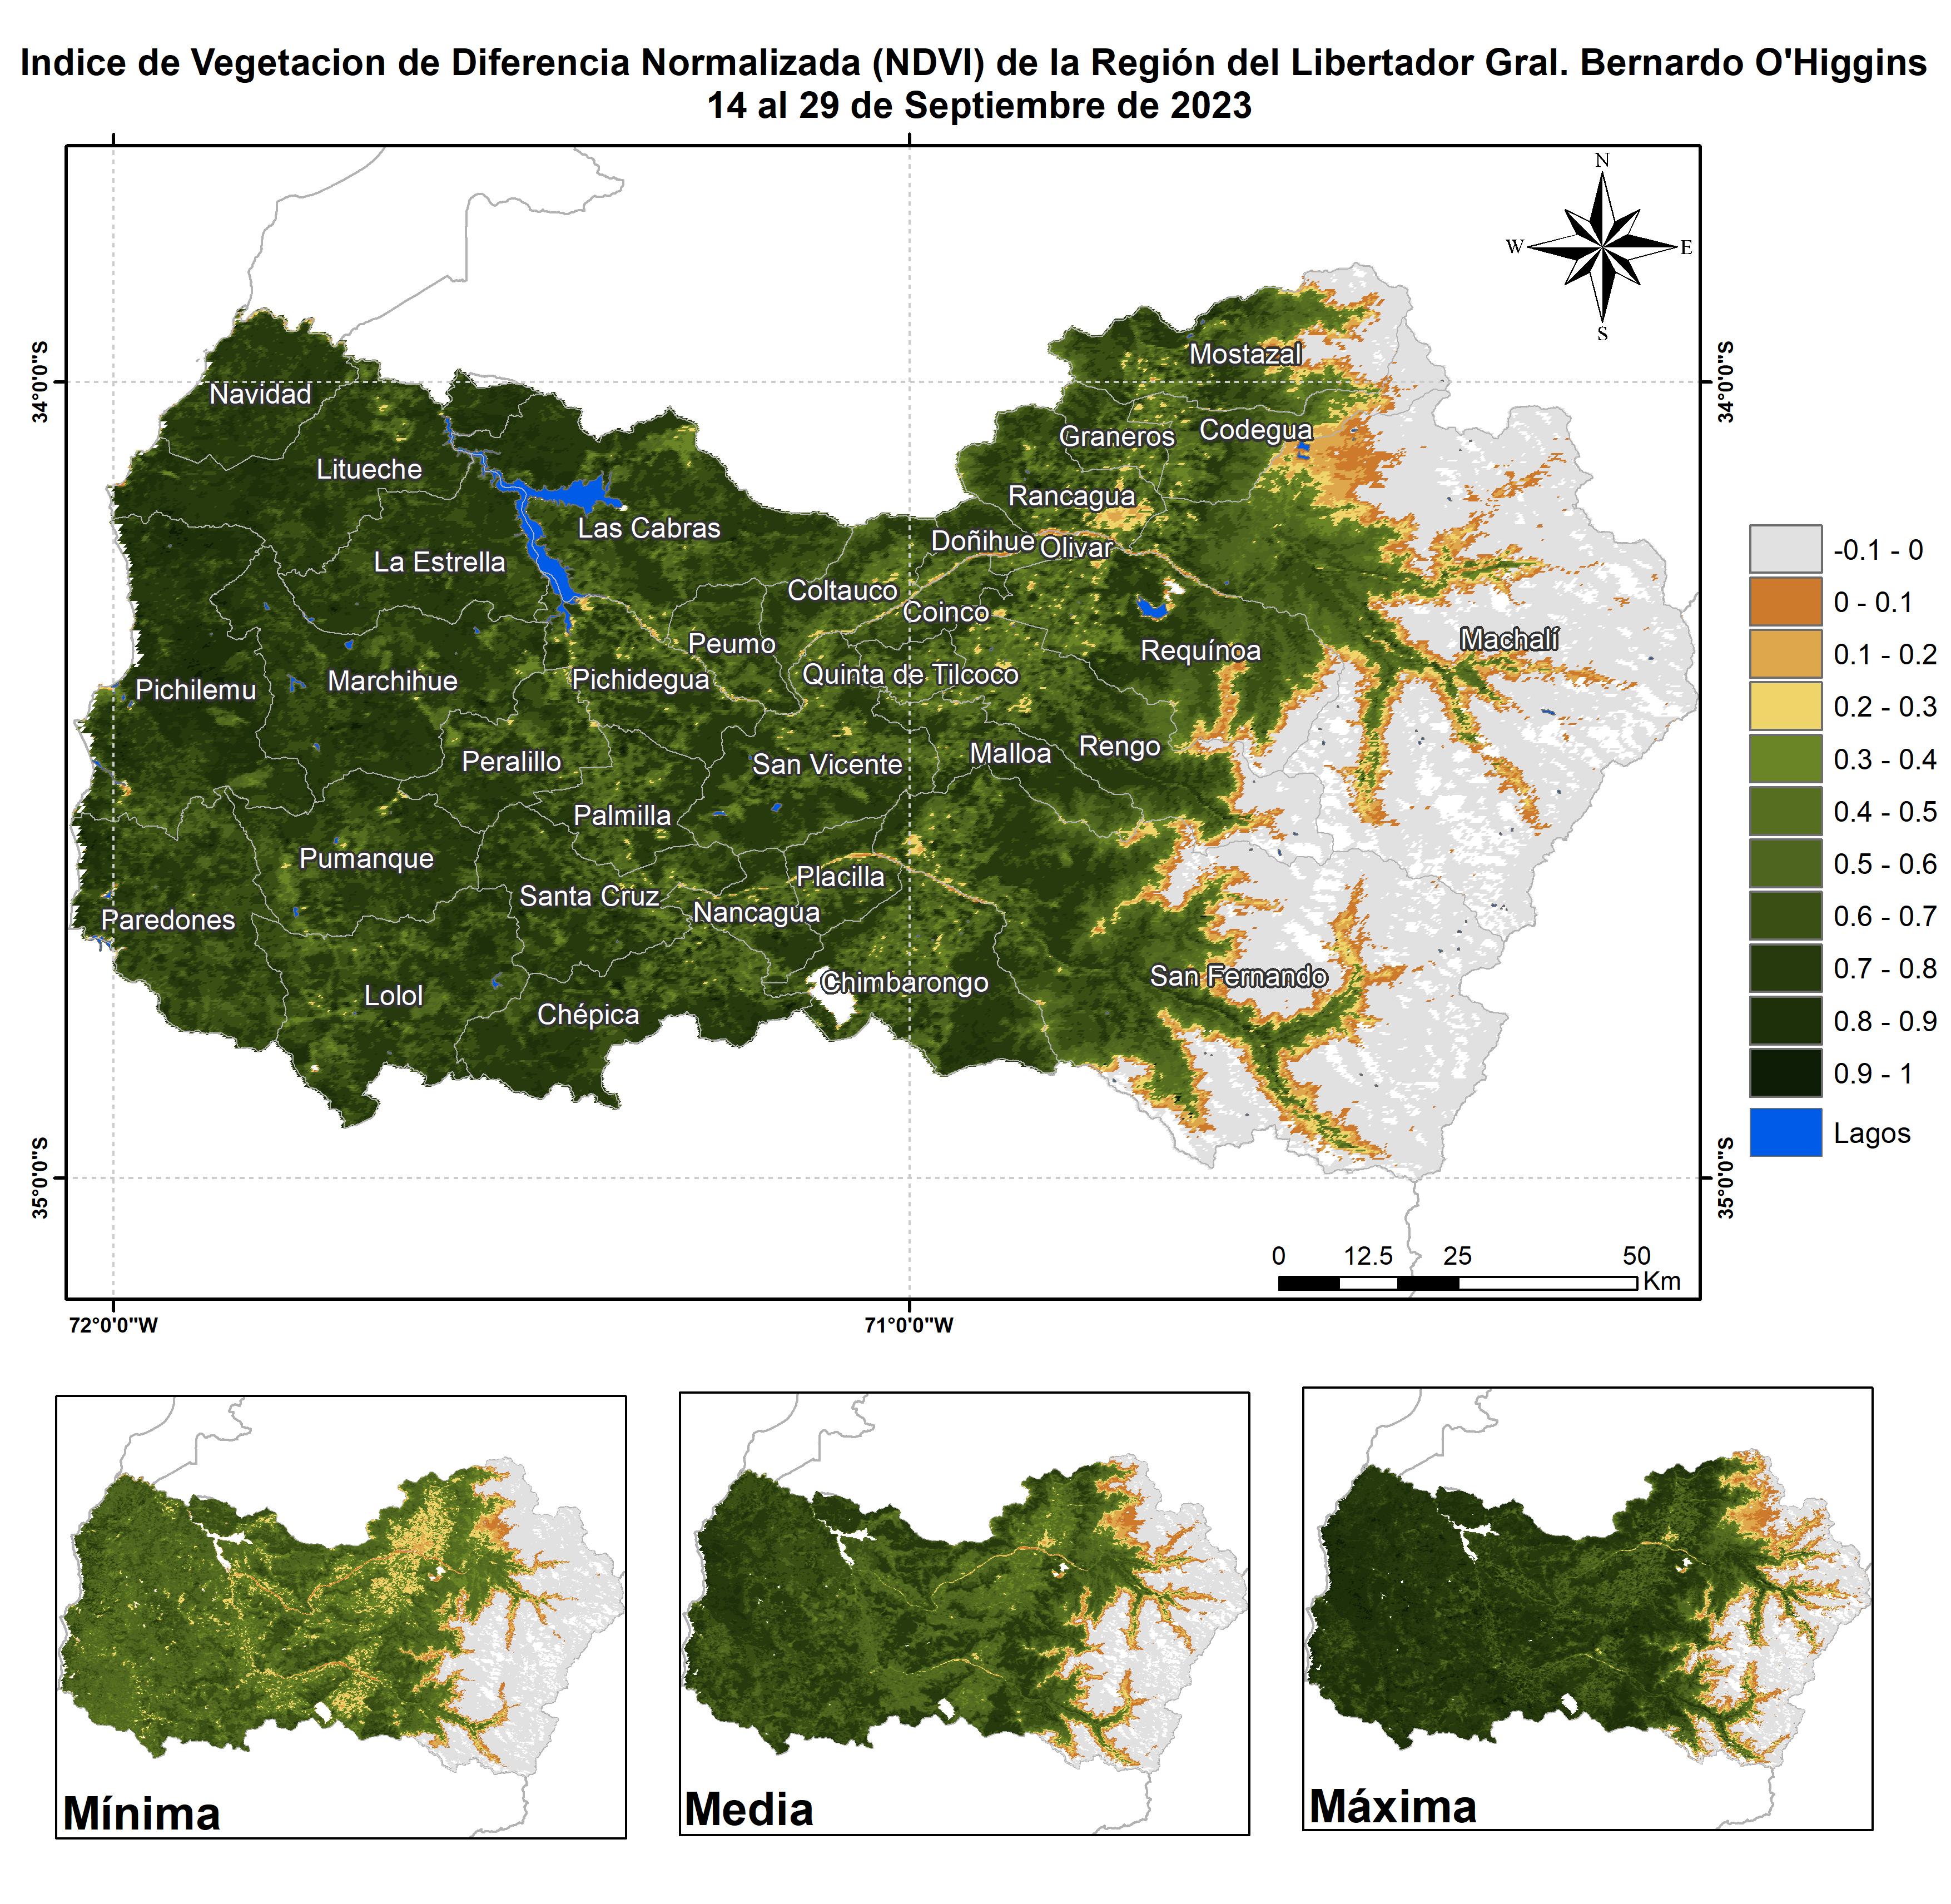 Indice de Vegetacion de Diferencia Normalizada (NDVI) de la Región del Libertador Gral. Bernardo O'Higgins
14 al 29 de Septiembre de 2023
N
W
E
S
34°0'0"S
34°0'0"S
Mostazal
Navidad
Graneros
Codegua
Litueche
Rancagua
Las Cabras
Doñihue
Olivar
La Estrella
Coltauco
Coinco
Peumo
Requínoa
Machalí
Quinta de Tilcoco
Pichidegua
Marchihue
Pichilemu
Rengo
Malloa
Peralillo
San Vicente
Palmilla
Pumanque
Placilla
Santa Cruz
Nancagua
Paredones
San Fernando
Chimbarongo
Lolol
Chépica
-0.1 - 0
0 - 0.1
0.1 - 0.2
0.2 - 0.3
0.3 - 0.4
0.4 - 0.5
0.5 - 0.6
0.6 - 0.7
0.7 - 0.8
0.8 - 0.9
0.9 - 1
Lagos
35°0'0"S
35°0'0"S
0 12.5 25 50
Km
72°0'0"W
71°0'0"W
Mínima
Media
Máxima